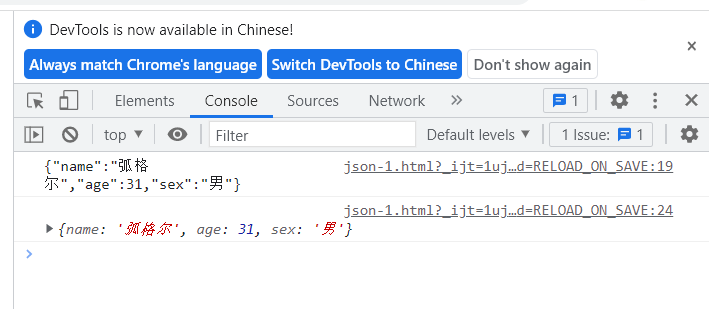 DevTools is now available in Chinese!
Always match Chrome's language Switch DevTools to Chinese Don't show again
Elements Console Sources Network 1
top Filter Default levels 1 Issue: 1
{"name":"弧格 json-1.html?_ijt=1uj…d=RELOAD_ON_SAVE:19
尔","age":31,"sex":"男"}
json-1.html?_ijt=1uj…d=RELOAD_ON_SAVE:24
{name: '弧格尔', age: 31, sex: '男'}